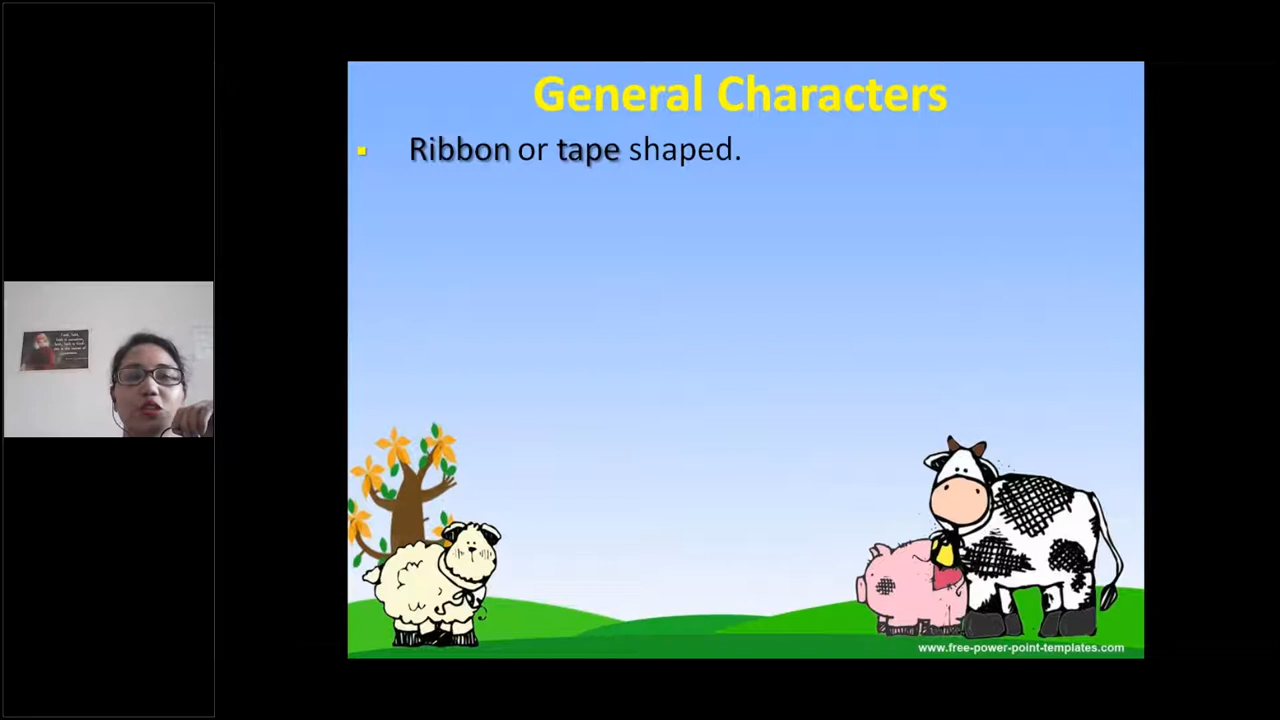 General Characters
Ribbon or tape shaped.
www.free-power-point-templates.com